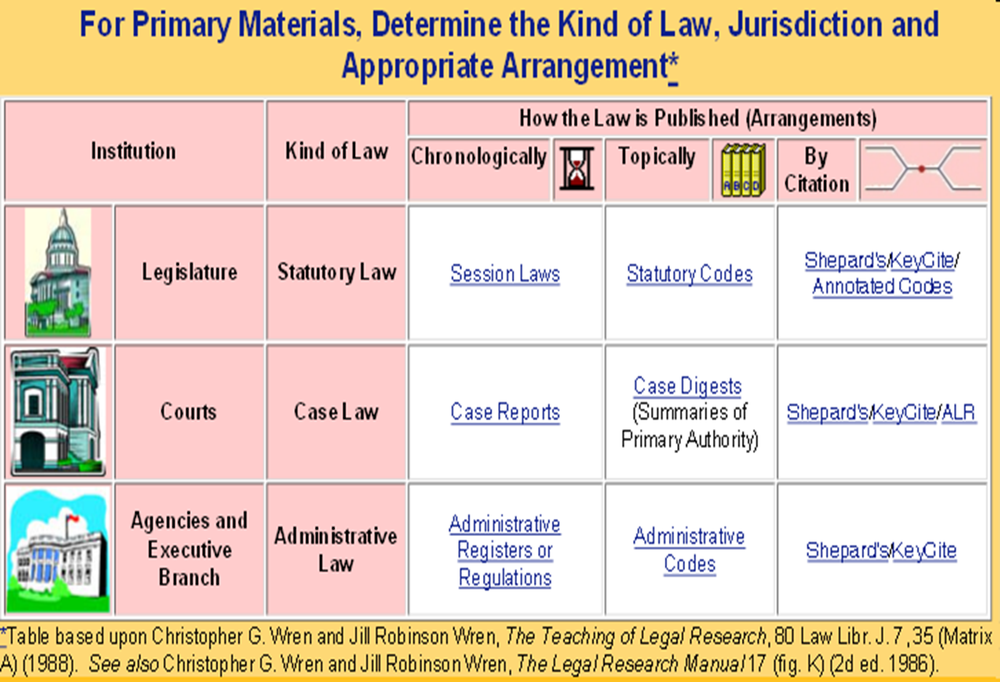 For Primary Materials, Determine the Kind of Law, Jurisdiction and
Appropriate Arrangement*
Institution
Kind of Law
How the Law is Published (Arrangements)
Chronologically
Topically
A B C D
By
Citation
Legislature
Statutory Law
Session Laws
Statutory Codes
Shepard's/KeyCite/
Annotated Codes
Courts
Case Law
Case Reports
Case Digests
(Summaries of
Primary Authority)
Shepard's/KeyCite/ALR
Agencies and
Executive
Branch
Administrative
Law
Administrative
Registers or
Regulations
Administrative
Codes
Shepard's/KeyCite
*Table based upon Christopher G. Wren and Jill Robinson Wren, The Teaching of Legal Research, 80 Law Libr. J. 7, 35 (Matrix
A) (1988). See also Christopher G. Wren and Jill Robinson Wren, The Legal Research Manual 17 (fig. K) (2d ed. 1986).